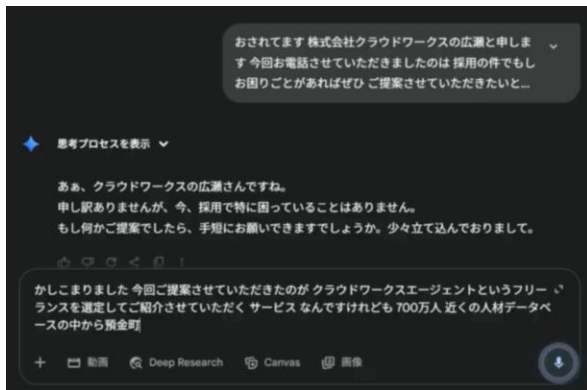 おされてます 株式会社クラウドワークスの広瀬と申しま
す 今回お電話させていただきましたのは 採用の件でもし
お困りごとがあればぜひ ご提案させていただきたいと...
思考プロセスを表示
あぁ、クラウドワークスの広瀬さんですね。
申し訳ありませんが、今、採用で特に困っていることはありません。
もし何かご提案でしたら、手短にお願いできますでしょうか。少々立て込んでおりまして。
かしこまりました 今回ご提案させていただきたのが クラウドワークスエージェントというフリー
ランスを選定してご紹介させていただく サービス なんですけれども 700万人 近くの人材データベ
ースの中から預金町
動画 Deep Research Canvas 画像